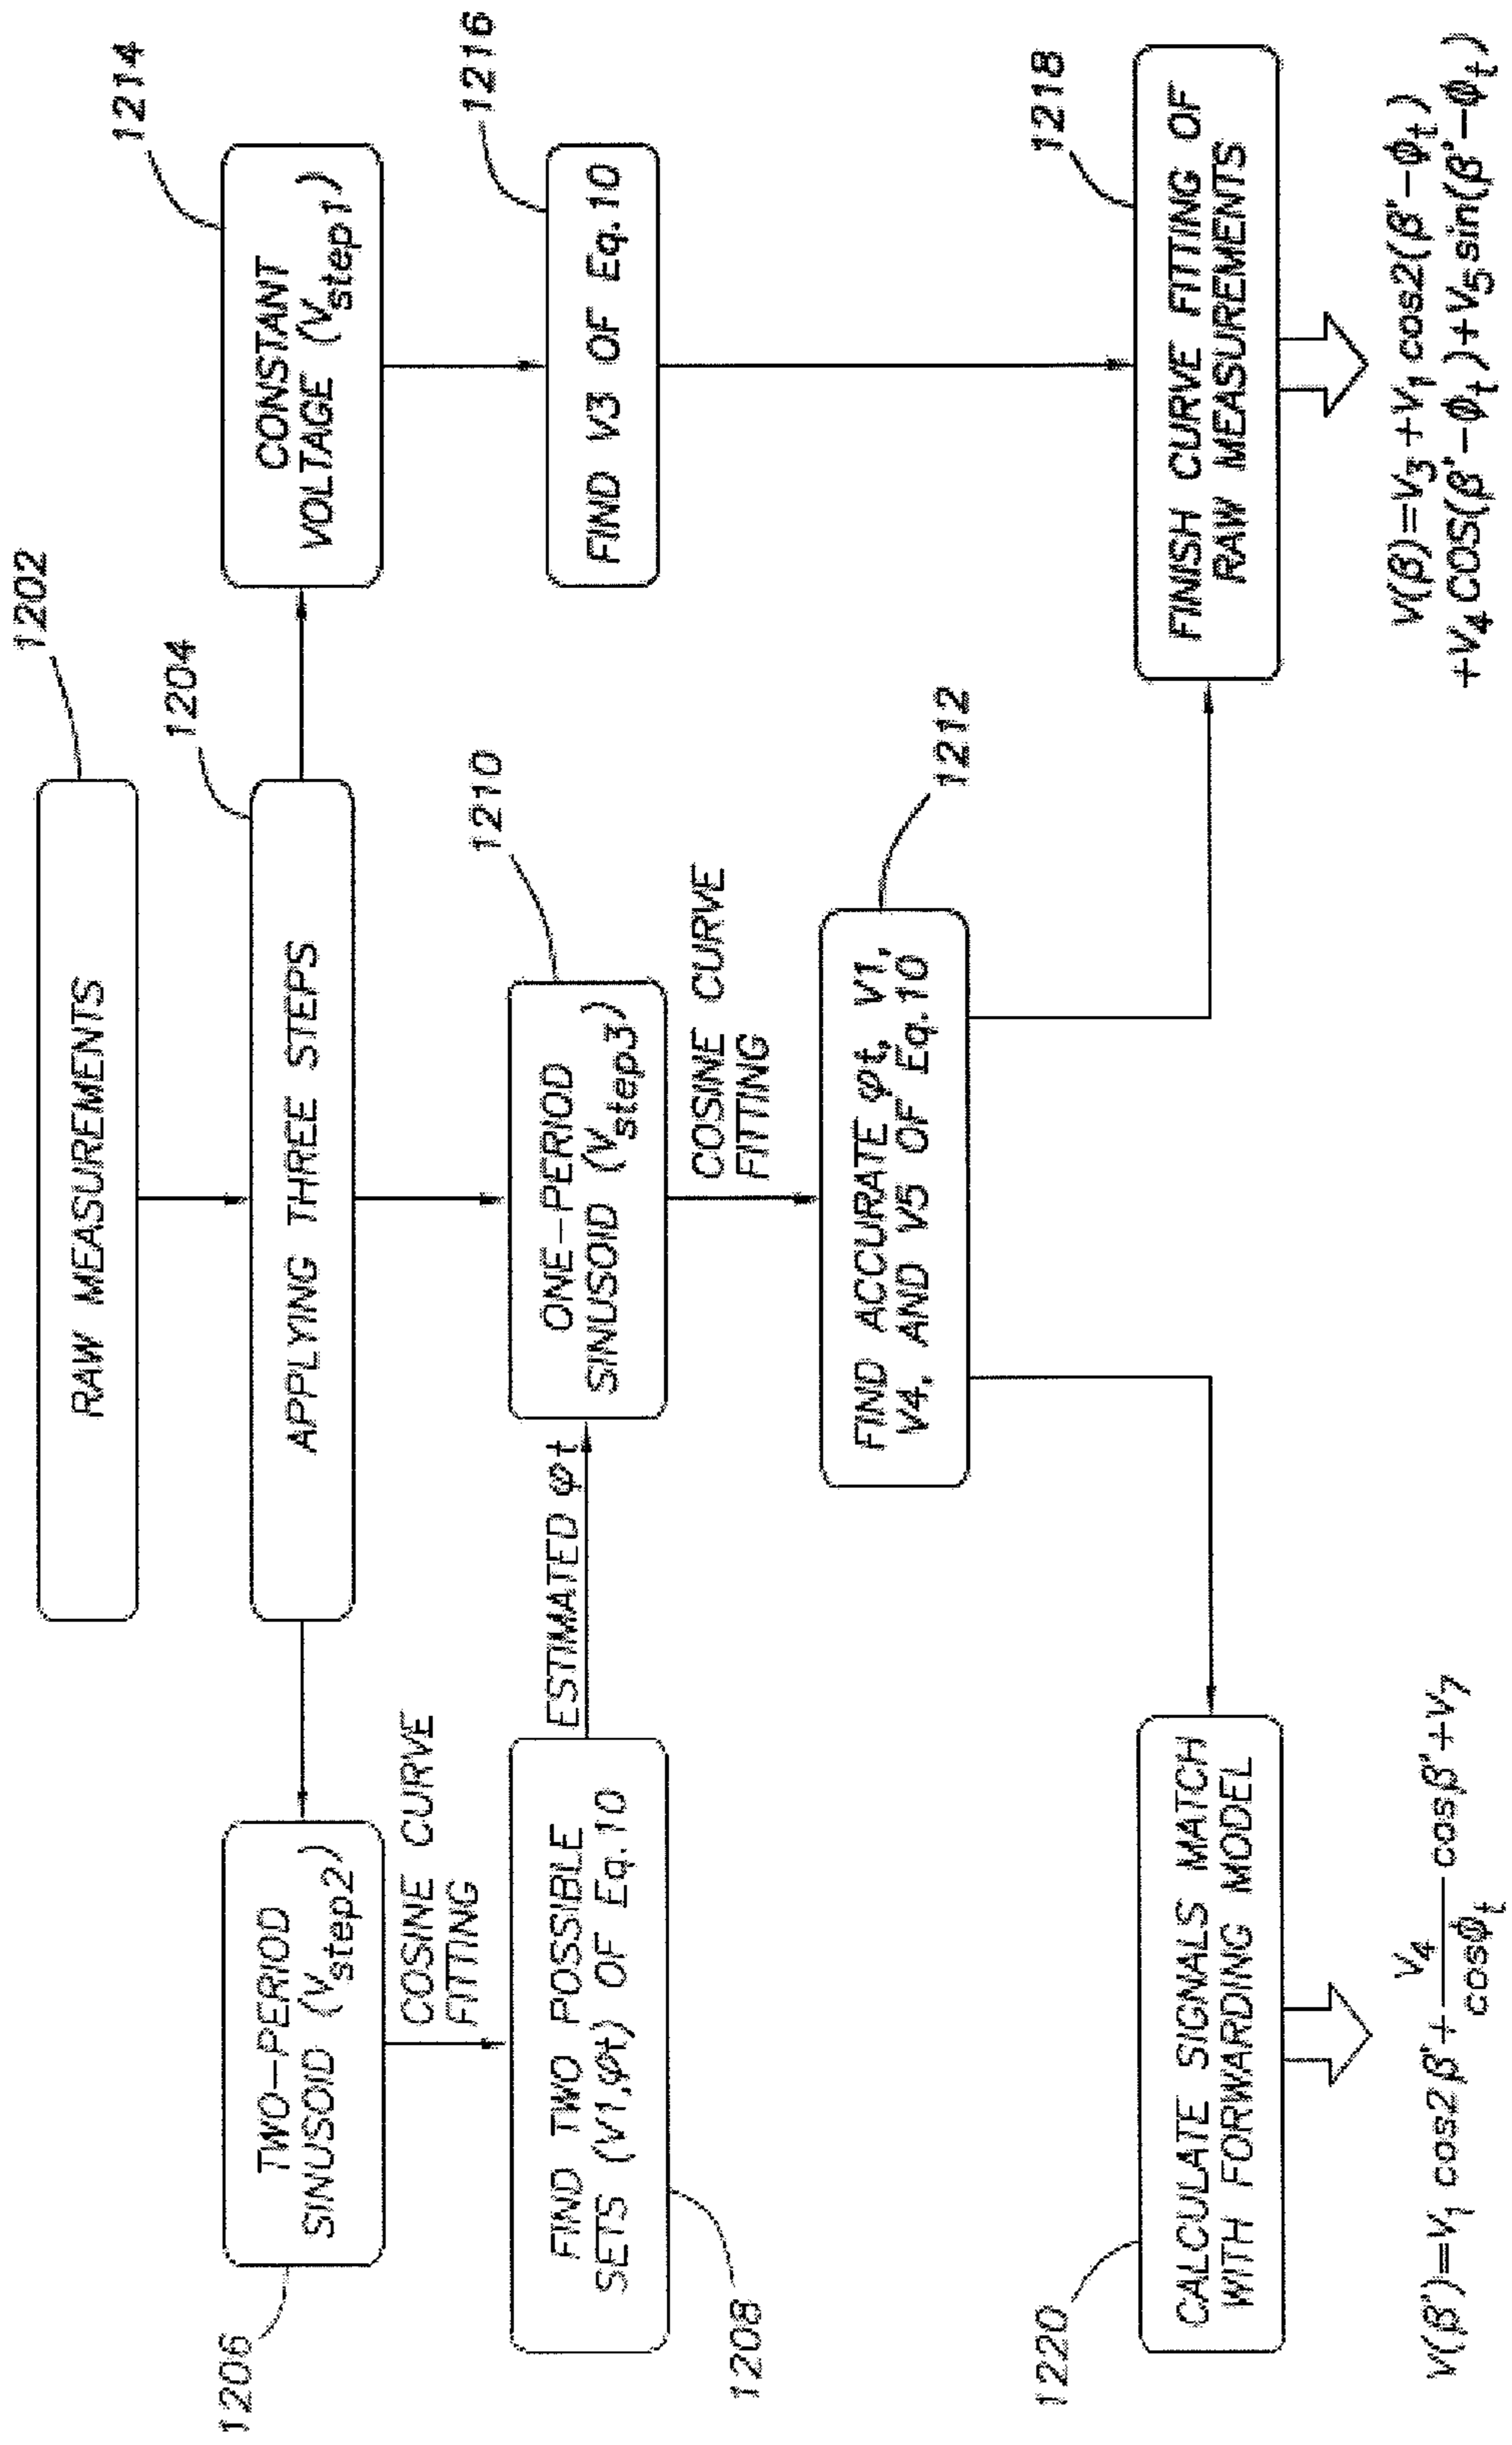 1202
RAW MEASUREMENTS
1204
APPLYING THREE STEPS
1206
TWO-PERIOD
SINUSOID (Vstep2)
COSINE CURVE
FITTING
1208
FIND TWO POSSIBLE
SETS (V1,φt) OF Eq.10
ESTIMATED φt
1210
ONE-PERIOD
SINUSOID (Vstep3)
COSINE CURVE
FITTING
1212
FIND ACCURATE φt, V1,
V4, AND V5 OF Eq.10
1214
CONSTANT
VOLTAGE (Vstep1)
1216
FIND V3 OF Eq.10
1218
FINISH CURVE FITTING OF
RAW MEASUREMENTS
V(β)=V3+V1 cos2(β'-ϕt)
+V4 COS(β'-ϕt)+V5 sin(β'-ϕt)
1220
CALCULATE SIGNALS MATCH
WITH FORWARDING MODEL
V(β')=V1 cos2β'+ V4/cosϕt cosβ'+V7